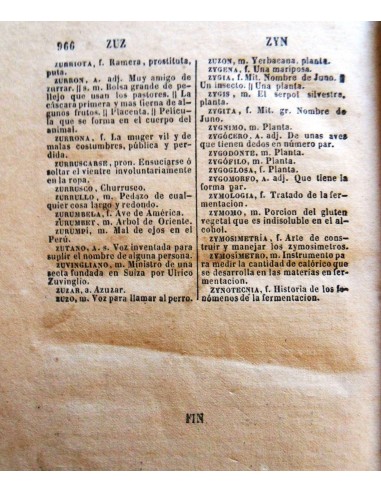 966 ZUZ
ZURRIOTA, f. Ramera, prostituta,
puta.
ZURRON, A. adj. Muy amigo de
zorrar. || s. m. Bolsa grande de pe-
llejo que usan los pastores. || La
cáscara primera y mas tierna de al-
gunos frutos. || Placenta. || Pelicu-
la que se forma en el cuerpo del
animal.
ZURRONA, f. La muger vil y de
malas costumbres, pública y per-
dida.
ZURRUSCARSE, pron. Ensuciarse ó
soltar el vientre involuntariamente
en la ropa.
ZURRUSCO, Churrusco.
ZURRULLO, m. Pedazo de cual-
quier cosa largo y redondo.
ZURUMBELA, f. Ave de América.
ZURUMBET, m. Arbol de Oriente.
ZURUMPI, m. Mal de ojos en el
Perú.
ZUTANO, A. s. Voz inventada para
suplir el nombre de alguna persona.
ZUVINGLIANO, m. Ministro de una
secta fundada en Suiza por Ulrico
Zuvinglio.
ZUZAR, a. Azuzar.
ZUZO, m. Voz para llamar al perro.
ZYN
ZUZON, m. Yerbacana, planta.
ZYGENA, f. Una mariposa.
ZYGIA, f. Mit. Nombre de Juno. ||
Un insecto. || Una planta.
ZYGIS, m. El serpol silvestre,
planta.
ZYGITA, f. Mit. gr. Nombre de
Juno.
ZYGNIMO, m. Planta.
ZYGÓCERO, m. Adj. De unas aves
que tienen dedos en número par.
ZYGODONTE, m. Planta.
ZYGÓFILO, m. Planta.
ZYGOGLOSA, f. Planta.
ZYGOMORFO, A. adj. Que tiene la
forma par.
ZYMOLOGIA, f. Tratado de la fer-
mentacion.
ZYMOMO, m. Porcion del gluten
vegetal que es indisoluble en el al-
cohol.
ZYMOSIMETRÍA, f. Arte de cons-
truir y manejar los zymosimetros.
ZYMOSÍMETRO, m. Instrumento pa-
ra medir la cantidad de calórico que
se desarrolla en las materias en fer-
mentacion.
ZYNOTECNIA, f. Historia de los fe-
nómenos de la fermentacion.
FIN